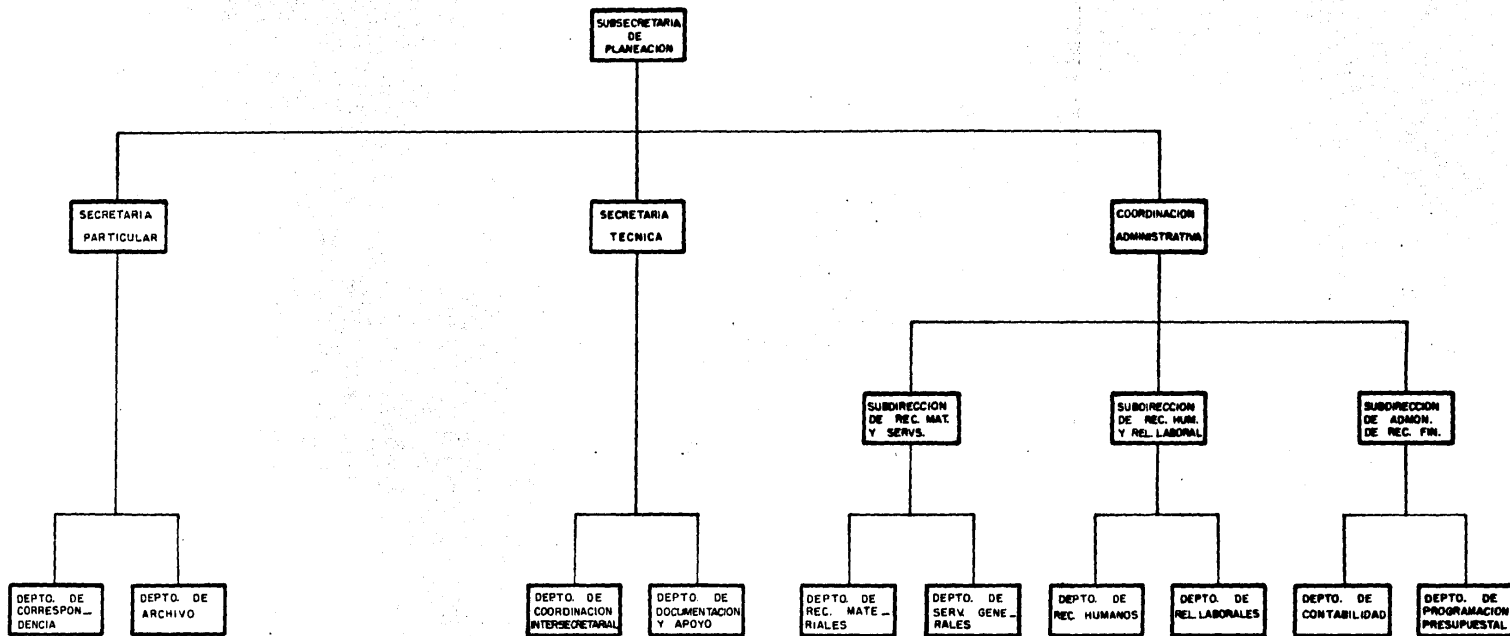 SUBSECRETARIA
DE
PLANEACION
SECRETARIA
PARTICULAR
SECRETARIA
TECNICA
COORDINACION
ADMINISTRATIVA
SUBDIRECCION
DE REC. MAT.
Y SERVS.
SUBDIRECCION
DE REC. HUM.
Y REL. LABORAL
SUBDIRECCION
DE ADMON.
DE REC. FIN.
DEPTO. DE
CORRESPON_
DENCIA
DEPTO. DE
ARCHIVO
DEPTO. DE
COORDINACION
INTERSECRETARIAL
DEPTO. DE
DOCUMENTACION
Y APOYO
DEPTO. DE
REC. MATE_
RIALES
DEPTO. DE
SERV. GENE_
RALES
DEPTO. DE
REC. HUMANOS
DEPTO. DE
REL. LABORALES
DEPTO. DE
CONTABILIDAD
DEPTO. DE
PROGRAMACION
PRESUPUESTAL